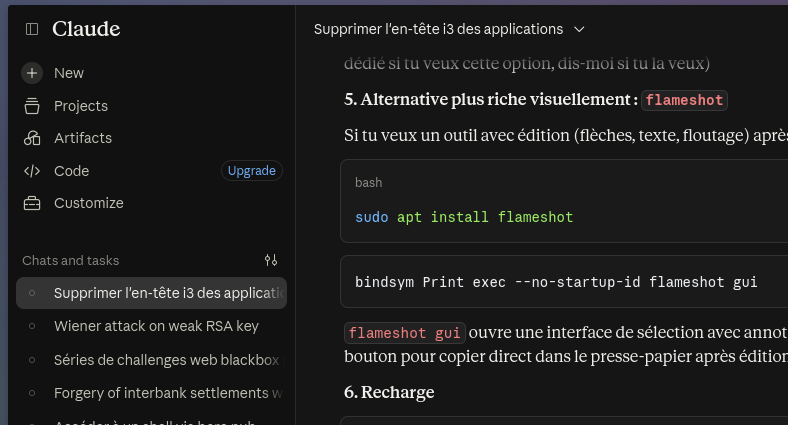 Claude
Supprimer l'en-tête i3 des applications
New
Projects
Artifacts
Code
Upgrade
Customize
Chats and tasks
Supprimer l'en-tête i3 des applicatio
Wiener attack on weak RSA key
Séries de challenges web blackbox
Forgery of interbank settlements w
Accéder à un shell via
dédié si tu veux cette option, dis-moi si tu la veux)
5. Alternative plus riche visuellement : flameshot
Si tu veux un outil avec édition (flèches, texte, floutage) après
bash
sudo apt install flameshot
bindsym Print exec --no-startup-id flameshot gui
flameshot gui ouvre une interface de sélection avec annot
bouton pour copier direct dans le presse-papier après édition
6. Recharge